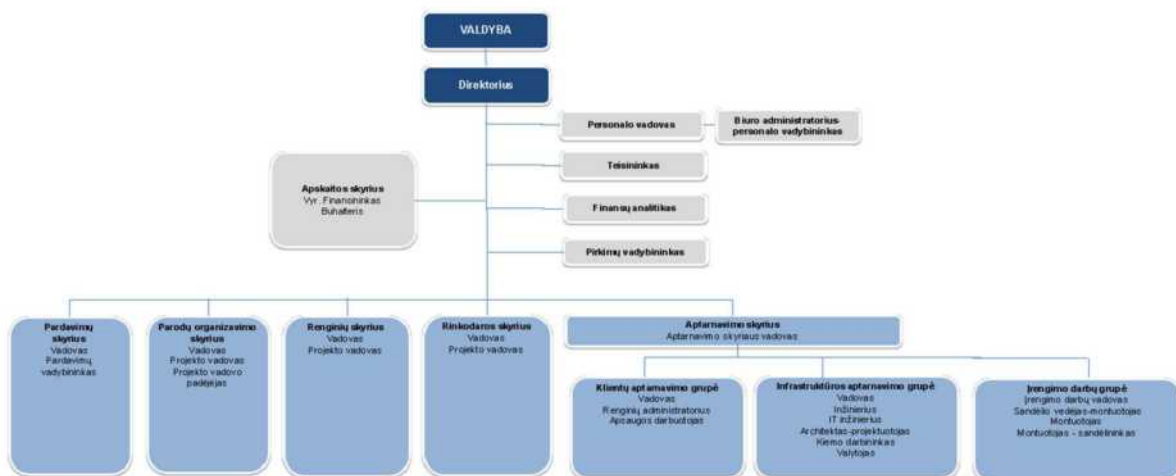 VALDYBA
Direktorius
Personalo vadovas
Biuro administratorius-
personalo vadybininkas
Teisininkas
Apskaitos skyrius
Vyr. Finansininkas
Buhalteris
Finansų analitikas
Pirkimų vadybininkas
Pardavimų
skyrius
Vadovas
Pardavimų
vadybininkas
Parodų organizavimo
skyrius
Vadovas
Projekto vadovas
Projekto vadovo
padėjėjas
Renginių skyrius
Vadovas
Projekto vadovas
Rinkodaros skyrius
Vadovas
Projekto vadovas
Aptarnavimo skyrius
Aptarnavimo skyriaus vadovas
Klientų aptarnavimo grupė
Vadovas
Renginių administratorius
Apsaugos darbuotojas
Infrastruktūros aptarnavimo grupė
Vadovas
Inžinierius
IT inžinierius
Architektas-projektuotojas
Kiemo darbininkas
Valytojas
Įrengimo darbų grupė
Įrengimo darbų vadovas
Sandėlio vedėjas-montuotojas
Montuotojas
Montuotojas - sandėlininkas